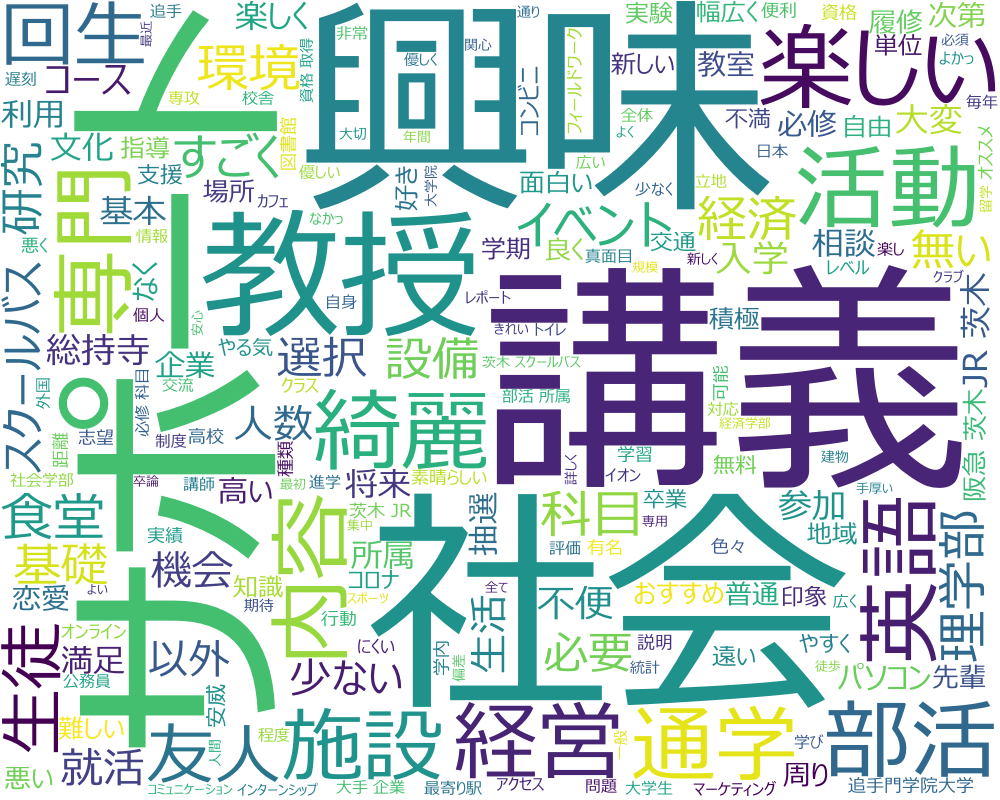 追手
楽しく
非常
通り
実験
幅広く
便利
資格
履修
次第
回生
最近
関心
優しく
コース
遅刻
環境
資格 取得
興味
コンビニ
フィールドワーク
新しい
教室
単位
楽しい
必須
よかっ
毎年
利用
専攻
校舎
すごく
図書館
大切
年間
全体
よく
不満
必修
自由
大変
研究
文化
指導
支援
場所
カフェ
優しい
好き
大学院
広い
面白い
少なく
立地
日本
活動
留学
オススメ
専門
基本
なかっ
イベント
経済
悪く
情報
なく
教授
学期
良く
真面目
交通
新しく
入学
相談
楽し
無い
レベル
クラブ
個人
安心
自身
レポート
規模
講義
スクールバス
総持寺
企業
やる気
選択
設備
きれい トイレ
茨木 スクールバス
積極
茨木
外国
交流
クラス
部活 所属
可能
対応
茨木JR
サポート
距離
志望
必修 科目
制度
高校
人数
種類
綺麗
学習
経済学部
無料
イオン
詳しく
建物
阪急
社会学部
卒論
講師
高い
最初
進学
将来
素晴らしい
社会
卒業
手厚い
食堂
実績
茨木 JR
集中
抽選
科目
専用
参加
地域
英語
理学部
基礎
機会
内容
所属
評価
有名
色々
恋愛
よい
期待
知識
コロナ
スポーツ
全て
不便
おすすめ
普通
印象
広く
生徒
オンライン
満足
公務員
以外
行動
にくい
少ない
学内
偏差
生活
必要
説明
統計
遠い
やすく
徒歩
パソコン
先輩
難しい
安威
悪い
就活
友人
人間
程度
施設
経営
一般
通学
学び
周り
部活
コミュニケーション
インターンシップ
大手 企業
最寄り駅
アクセス
問題
大学生
マーケティング
追手門学院大学